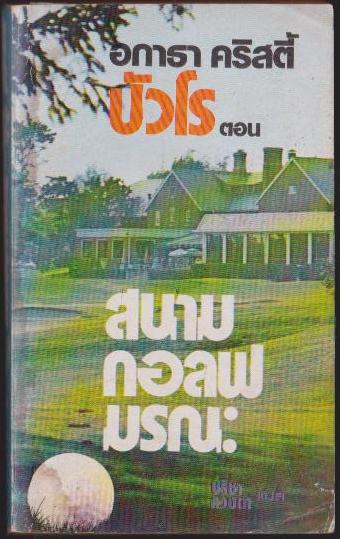 อกาธา คริสตี้
ปัวโร ตอน
สนาม
กอลฟ
มรณะ